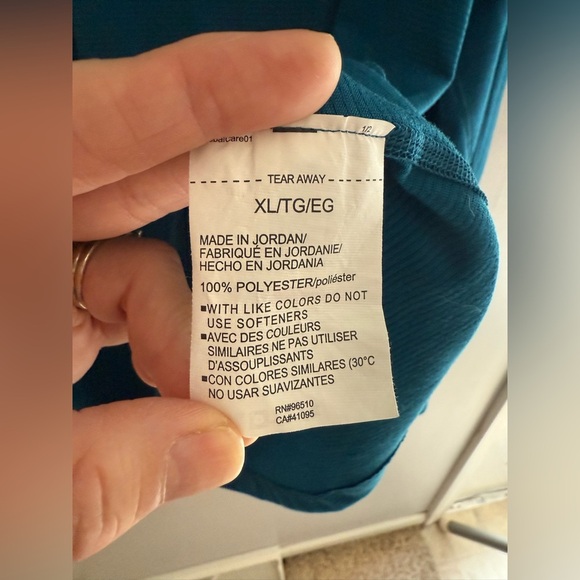 TEAR AWAY
XL/TG/EG
MADE IN JORDAN/
FABRIQUÉ EN JORDANIE/
HECHO EN JORDANIA
100% POLYESTER/poliéster
■WITH LIKE COLORS DO NOT
USE SOFTENERS
■AVEC DES COULEURS
SIMILAIRES NE PAS UTILISER
D'ASSOUPLISSANTS
■CON COLORES SIMILARES (30°C
NO USAR SUAVIZANTES
RN#96510
CA#41095